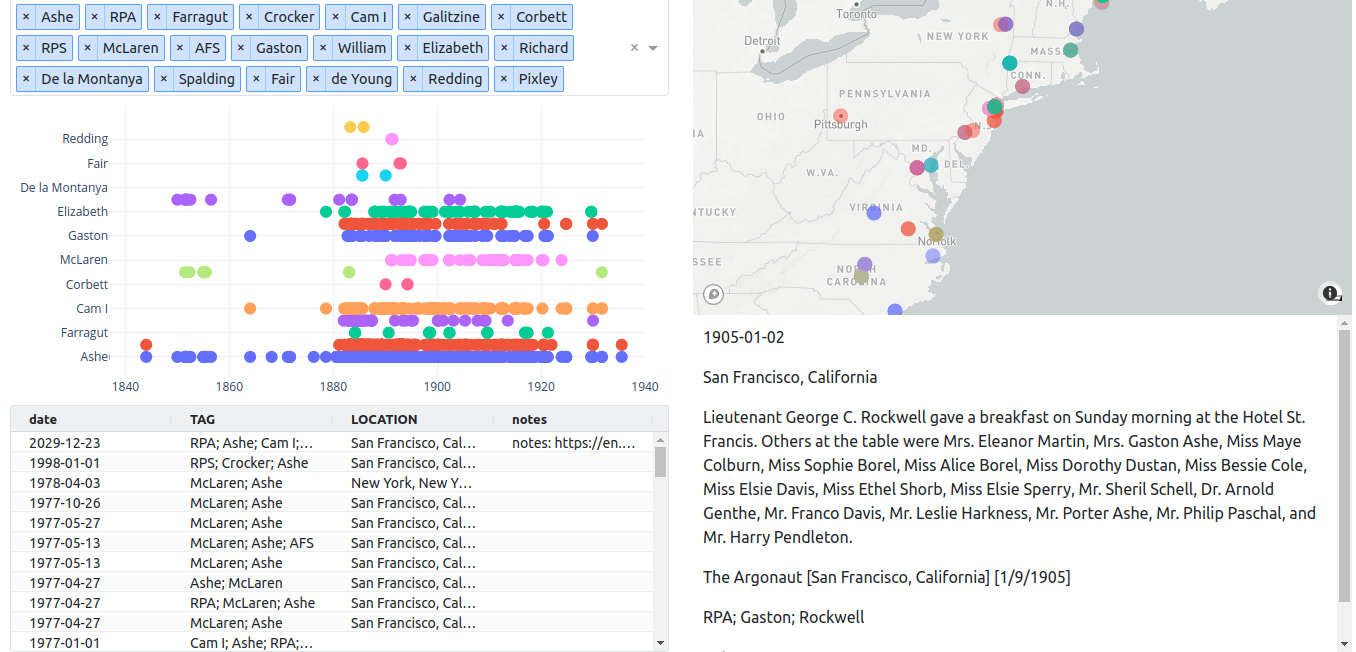 × Ashe × RPA × Farragut × Crocker × Cam I × Galitzine × Corbett
× RPS × McLaren × AFS × Gaston × William × Elizabeth × Richard
× De la Montanya × Spalding × Fair × de Young × Redding × Pixley
Redding
Fair
De la Montanya
Elizabeth
Gaston
McLaren
Corbett
Cam I
Farragut
Ashe
1840 1860 1880 1900 1920 1940
date TAG LOCATION notes
2029-12-23 RPA; Ashe; Cam I;... San Francisco, Cal... notes: https://en....
1998-01-01 RPS; Crocker; Ashe San Francisco, Cal...
1978-04-03 McLaren; Ashe New York, New Y...
1977-10-26 McLaren; Ashe San Francisco, Cal...
1977-05-27 McLaren; Ashe San Francisco, Cal...
1977-05-13 McLaren; Ashe; AFS San Francisco, Cal...
1977-05-13 McLaren; Ashe San Francisco, Cal...
1977-04-27 Ashe; McLaren San Francisco, Cal...
1977-04-27 RPA; McLaren; Ashe San Francisco, Cal...
1977-04-27 McLaren; Ashe San Francisco, Cal...
1977-01-01 Cam I; Ashe; RPA;...
N.H.
Toronto
NEW YORK
Detroit
MASS
CONN.
PENNSYLVANIA
OHIO
Pittsburgh
N.J.
NA
MD.
DEL.
W.VA.
VIRGINIA
NTUCKY
Norfolk
SSEE
NORTH
CAROLINA
1905-01-02
San Francisco, California
Lieutenant George C. Rockwell gave a breakfast on Sunday morning at the Hotel St.
Francis. Others at the table were Mrs. Eleanor Martin, Mrs. Gaston Ashe, Miss Maye
Colburn, Miss Sophie Borel, Miss Alice Borel, Miss Dorothy Dustan, Miss Bessie Cole,
Miss Elsie Davis, Miss Ethel Shorb, Miss Elsie Sperry, Mr. Sheril Schell, Dr. Arnold
Genthe, Mr. Franco Davis, Mr. Leslie Harkness, Mr. Porter Ashe, Mr. Philip Paschal, and
Mr. Harry Pendleton.
The Argonaut [San Francisco, California] [1/9/1905]
RPA; Gaston; Rockwell